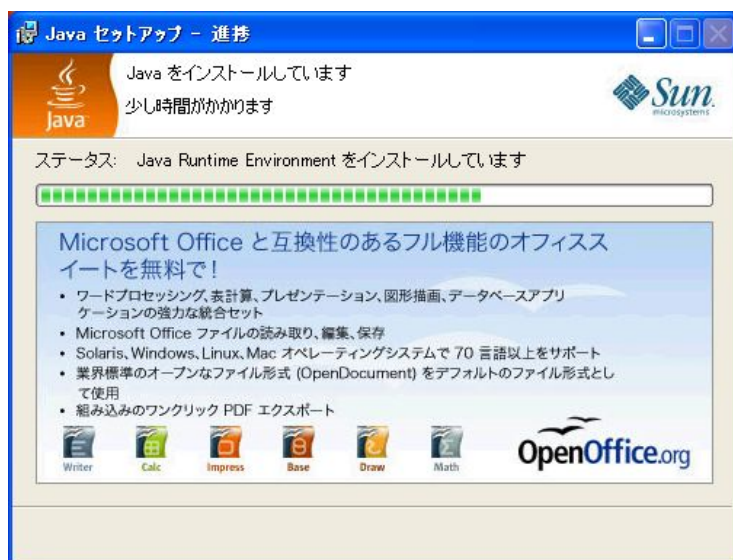 Java セットアップ - 進捗
Java
Java をインストールしています
少し時間がかかります
Sun
microsystems
ステータス: Java Runtime Environment をインストールしています
Microsoft Office と互換性のあるフル機能のオフィスス
イートを無料で!
• ワードプロセッシング、表計算、プレゼンテーション、図形描画、データベースアプリ
ケーションの強力な統合セット
• Microsoft Office ファイルの読み取り、編集、保存
• Solaris、Windows、Linux、Mac オペレーティングシステムで 70 言語以上をサポート
• 業界標準のオープンなファイル形式 (OpenDocument) をデフォルトのファイル形式とし
て使用
• 組み込みのワンクリック PDF エクスポート
Writer Calc Impress Base Draw Math
OpenOffice.org